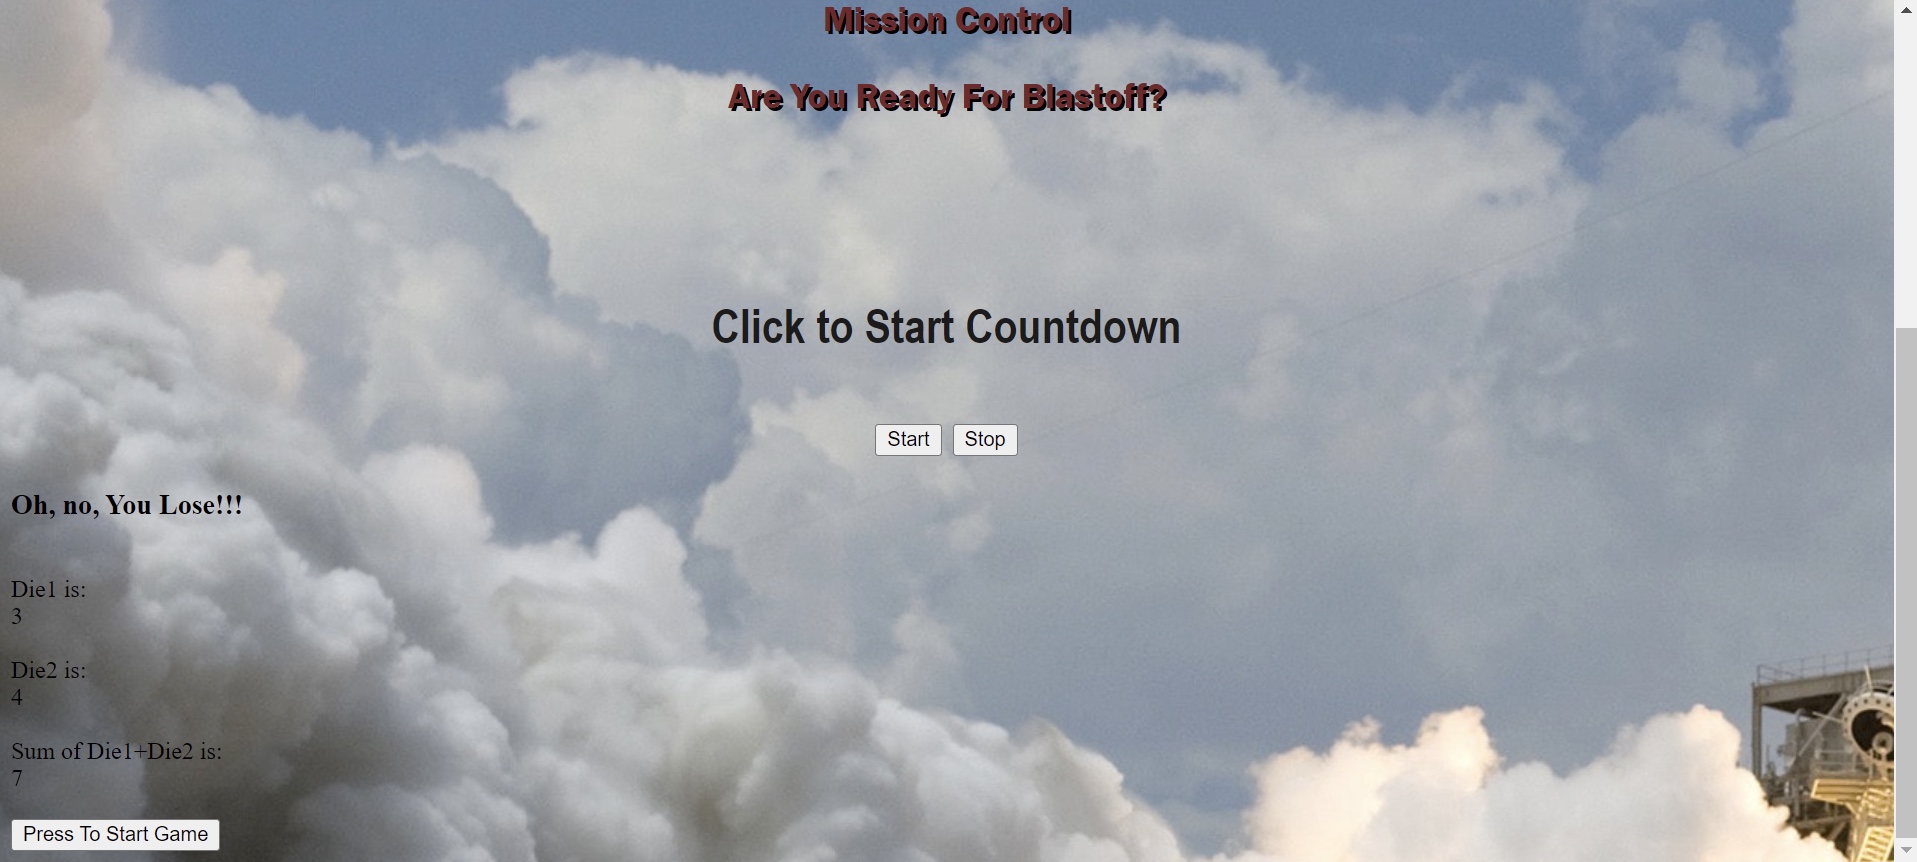 Mission Control
Are You Ready For Blastoff?
Click to Start Countdown
Start Stop
Oh, no, You Lose!!!
Die1 is:
3
Die2 is:
4
Sum of Die1+Die2 is:
7
Press To Start Game